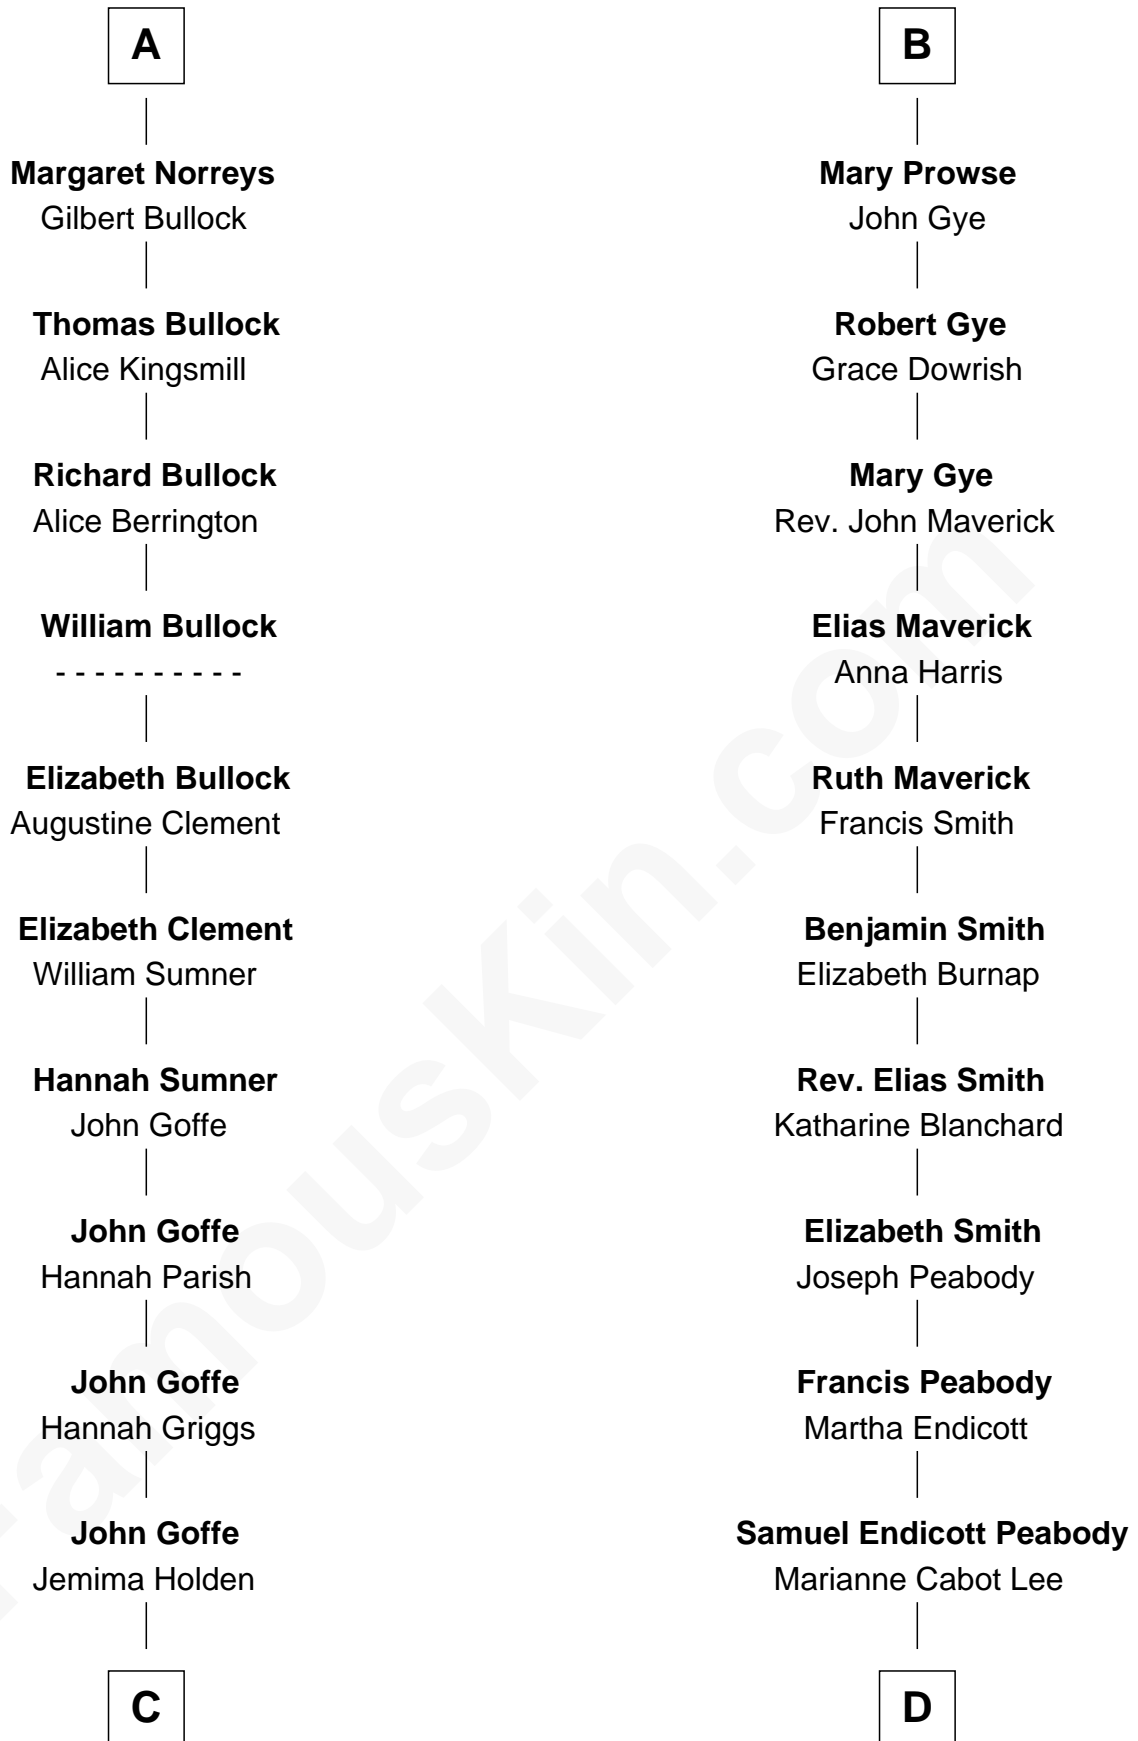 A
Margaret Norreys
Gilbert Bullock
Thomas Bullock
Alice Kingsmill
Richard Bullock
Alice Berrington
William Bullock
- - - - - - - - - -
Elizabeth Bullock
Augustine Clement
Elizabeth Clement
William Sumner
Hannah Sumner
John Goffe
John Goffe
Hannah Parish
John Goffe
Hannah Griggs
John Goffe
Jemima Holden
C
B
Mary Prowse
John Gye
Robert Gye
Grace Dowrish
Mary Gye
Rev. John Maverick
Elias Maverick
Anna Harris
Ruth Maverick
Francis Smith
Benjamin Smith
Elizabeth Burnap
Rev. Elias Smith
Katharine Blanchard
Elizabeth Smith
Joseph Peabody
Francis Peabody
Martha Endicott
Samuel Endicott Peabody
Marianne Cabot Lee
D
FamousKin.com